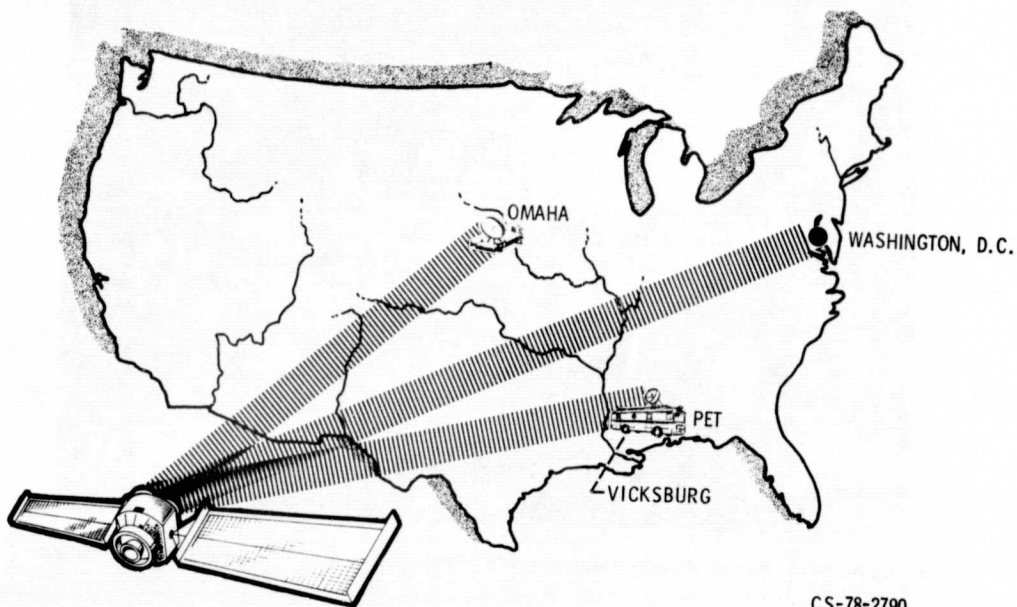 OMAHA
WASHINGTON, D.C.
PET
VICKSBURG
CS-78-2790